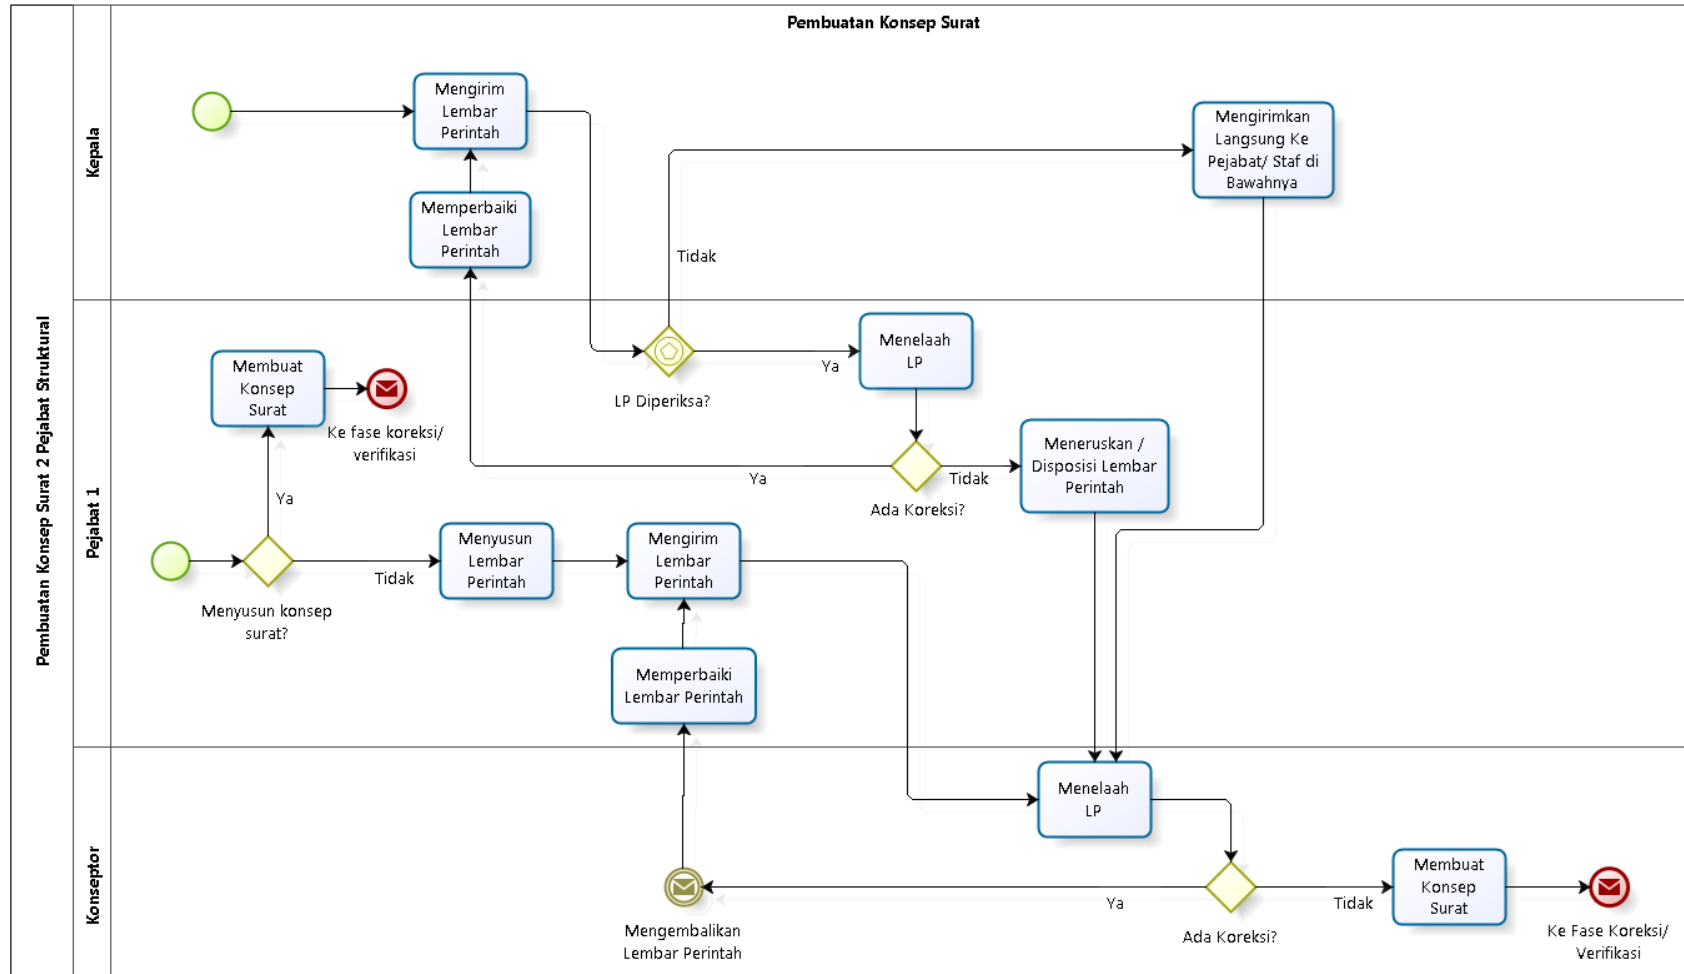 Pembuatan Konsep Surat
Pembuatan Konsep Surat 2 Pejabat Struktural
Kepala
Mengirim
Lembar
Perintah
Mengirimkan
Langsung Ke
Pejabat/ Staf di
Bawahnya
Memperbaiki
Lembar
Perintah
Tidak
Pejabat 1
Membuat
Konsep
Surat
Ke fase koreksi/
verifikasi
Ya
LP Diperiksa?
Ya
Menelaah
LP
Ya
Ada Koreksi?
Tidak
Meneruskan /
Disposisi Lembar
Perintah
Menyusun konsep
surat?
Tidak
Menyusun
Lembar
Perintah
Mengirim
Lembar
Perintah
Memperbaiki
Lembar Perintah
Konseptor
Menelaah
LP
Mengembalikan
Lembar Perintah
Ya
Ada Koreksi?
Tidak
Membuat
Konsep
Surat
Ke Fase Koreksi/
Verifikasi